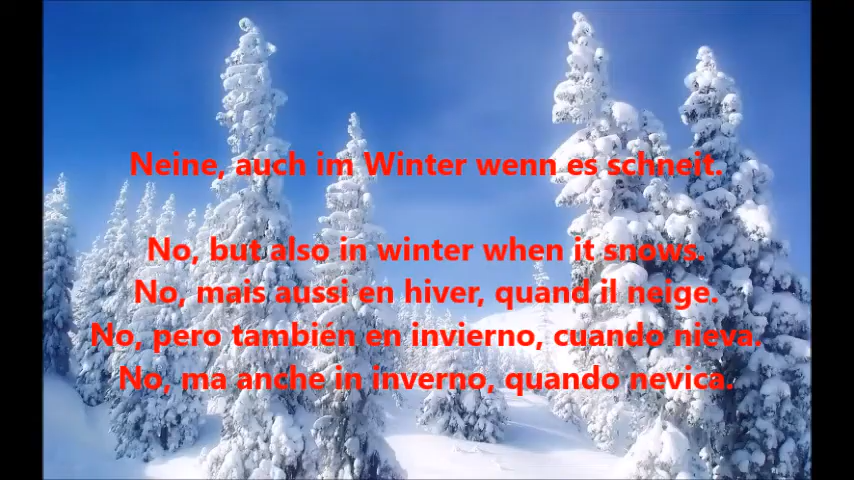 Neine, auch im Winter wenn es schneit.
No, but also in winter when it snows.
No, mais aussi en hiver, quand il neige.
No, pero también en invierno, cuando nieva.
No, ma anche in inverno, quando nevica.